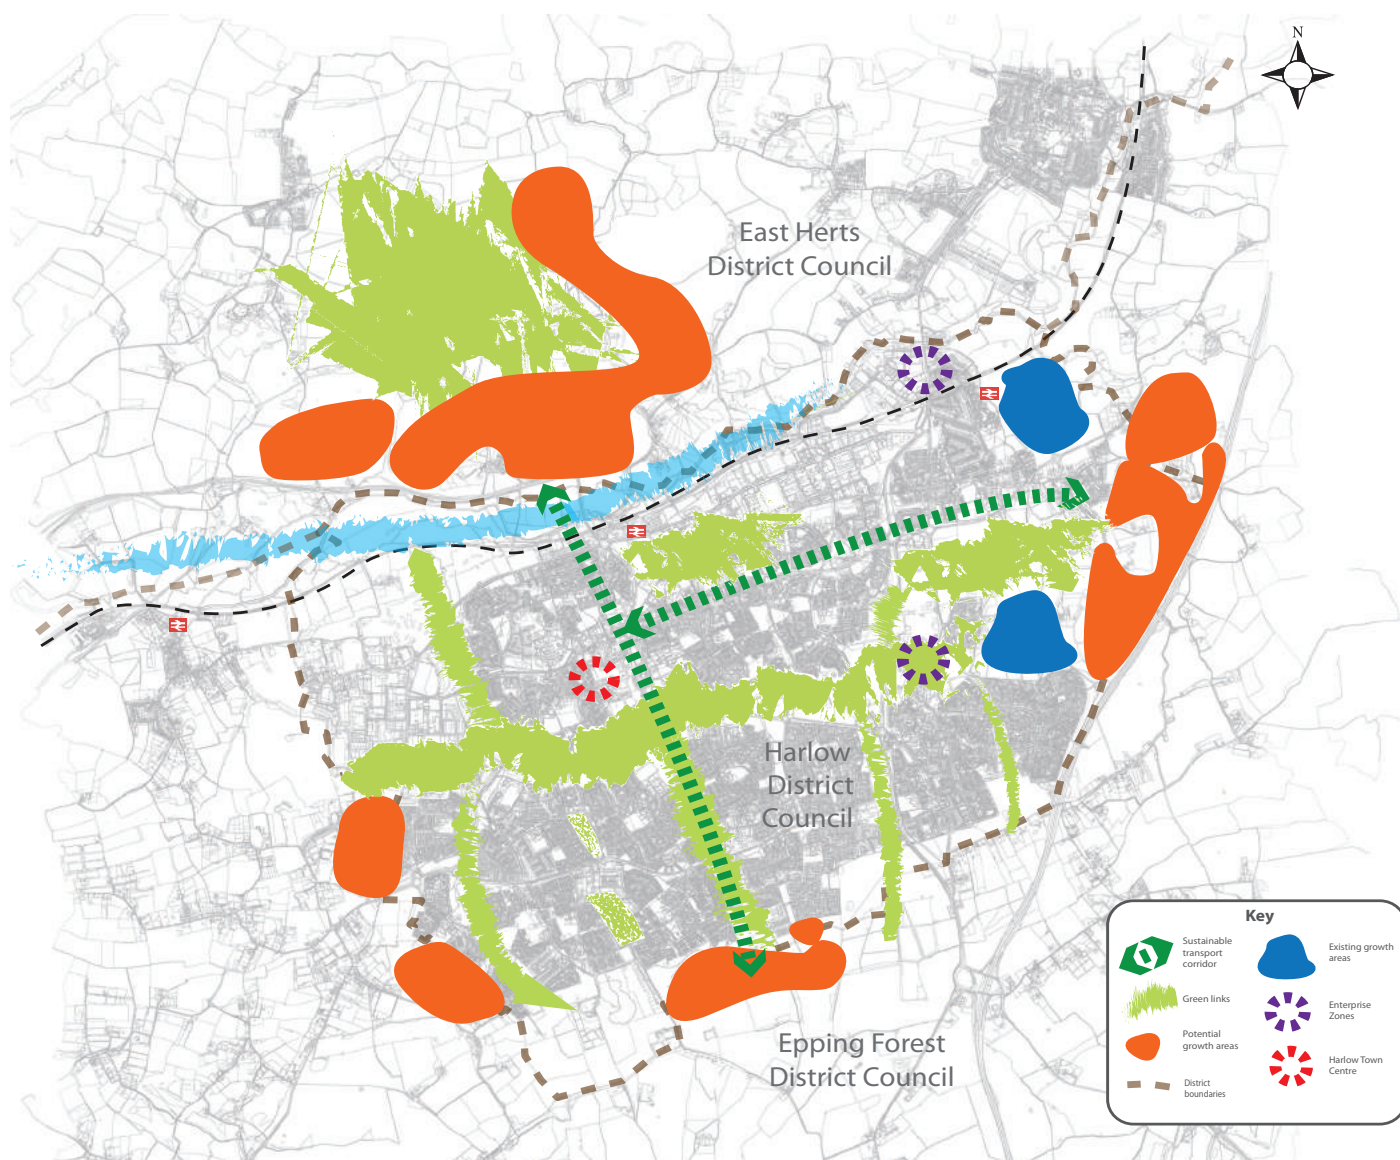 N
East Herts
District Council
Harlow
District
Council
Epping Forest
District Council
Key
Sustainable
transport
corridor
Existing growth
areas
Green links
Enterprise
Zones
Potential
growth areas
Harlow Town
Centre
District
boundaries